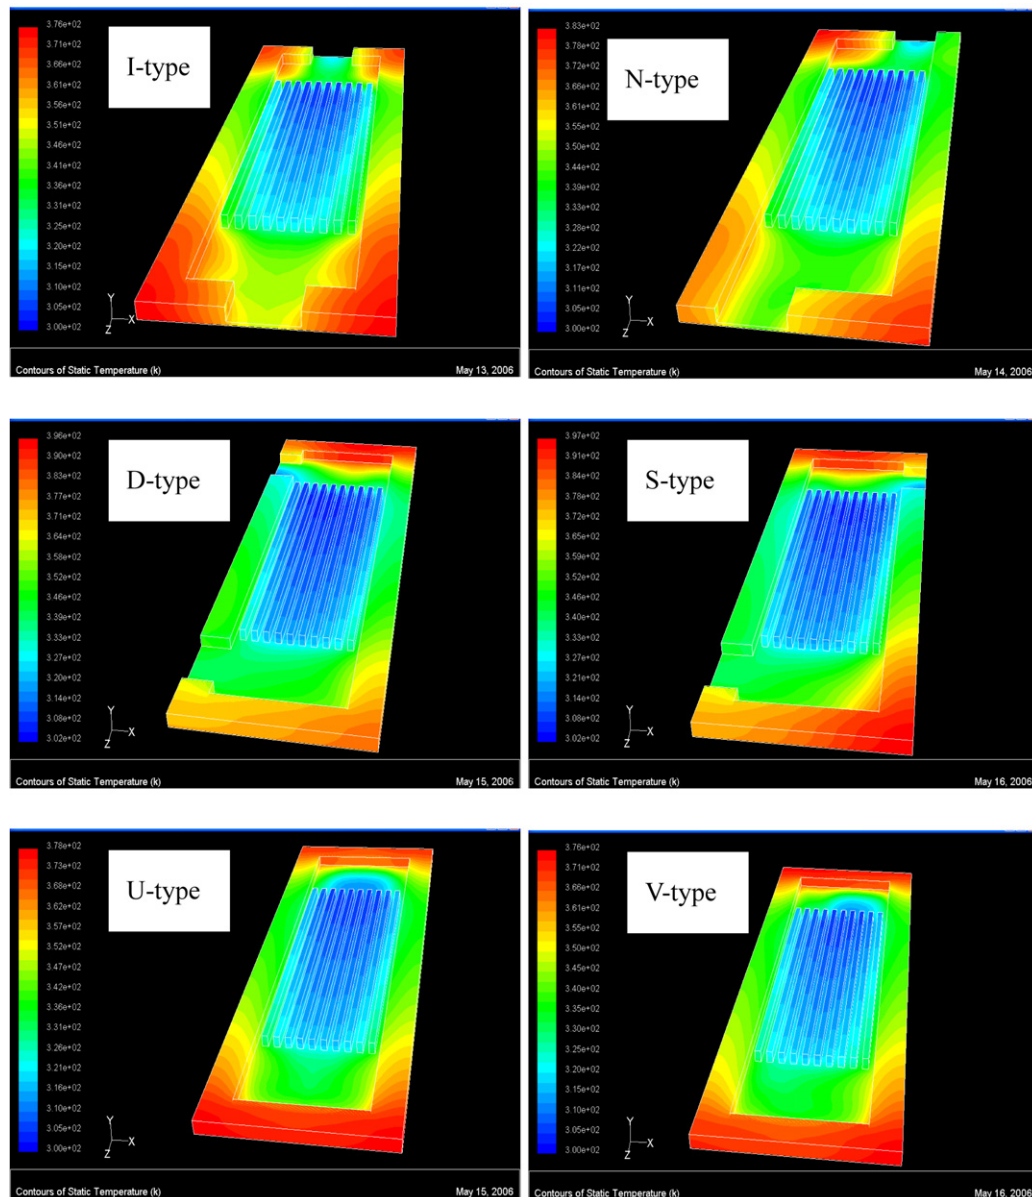 3.76e+02
3.71e+02
3.66e+02
3.61e+02
3.56e+02
3.51e+02
3.46e+02
3.41e+02
3.36e+02
3.30e+02
3.25e+02
3.20e+02
3.15e+02
3.10e+02
3.05e+02
3.00e+02
I-type
Y
X
Z
Contours of Static Temperature (k)
May 13, 2006
3.83e+02
3.78e+02
3.72e+02
3.66e+02
3.61e+02
3.55e+02
3.50e+02
3.44e+02
3.39e+02
3.33e+02
3.28e+02
3.22e+02
3.17e+02
3.11e+02
3.06e+02
3.00e+02
N-type
Y
X
Z
Contours of Static Temperature (k)
May 14, 2006
3.96e+02
3.90e+02
3.83e+02
3.77e+02
3.71e+02
3.65e+02
3.58e+02
3.52e+02
3.46e+02
3.39e+02
3.33e+02
3.27e+02
3.20e+02
3.14e+02
3.08e+02
3.02e+02
D-type
Y
X
Z
Contours of Static Temperature (k)
May 15, 2006
3.97e+02
3.91e+02
3.84e+02
3.78e+02
3.72e+02
3.65e+02
3.59e+02
3.52e+02
3.46e+02
3.40e+02
3.33e+02
3.27e+02
3.21e+02
3.14e+02
3.08e+02
3.02e+02
S-type
Y
X
Z
Contours of Static Temperature (k)
May 16, 2006
3.78e+02
3.73e+02
3.68e+02
3.62e+02
3.57e+02
3.52e+02
3.47e+02
3.42e+02
3.36e+02
3.31e+02
3.26e+02
3.21e+02
3.16e+02
3.10e+02
3.05e+02
3.00e+02
U-type
Y
X
Z
Contours of Static Temperature (k)
May 15, 2006
3.76e+02
3.71e+02
3.66e+02
3.61e+02
3.55e+02
3.50e+02
3.45e+02
3.40e+02
3.35e+02
3.30e+02
3.25e+02
3.20e+02
3.15e+02
3.10e+02
3.05e+02
3.00e+02
V-type
Y
X
Z
Contours of Static Temperature (k)
May 16, 2006